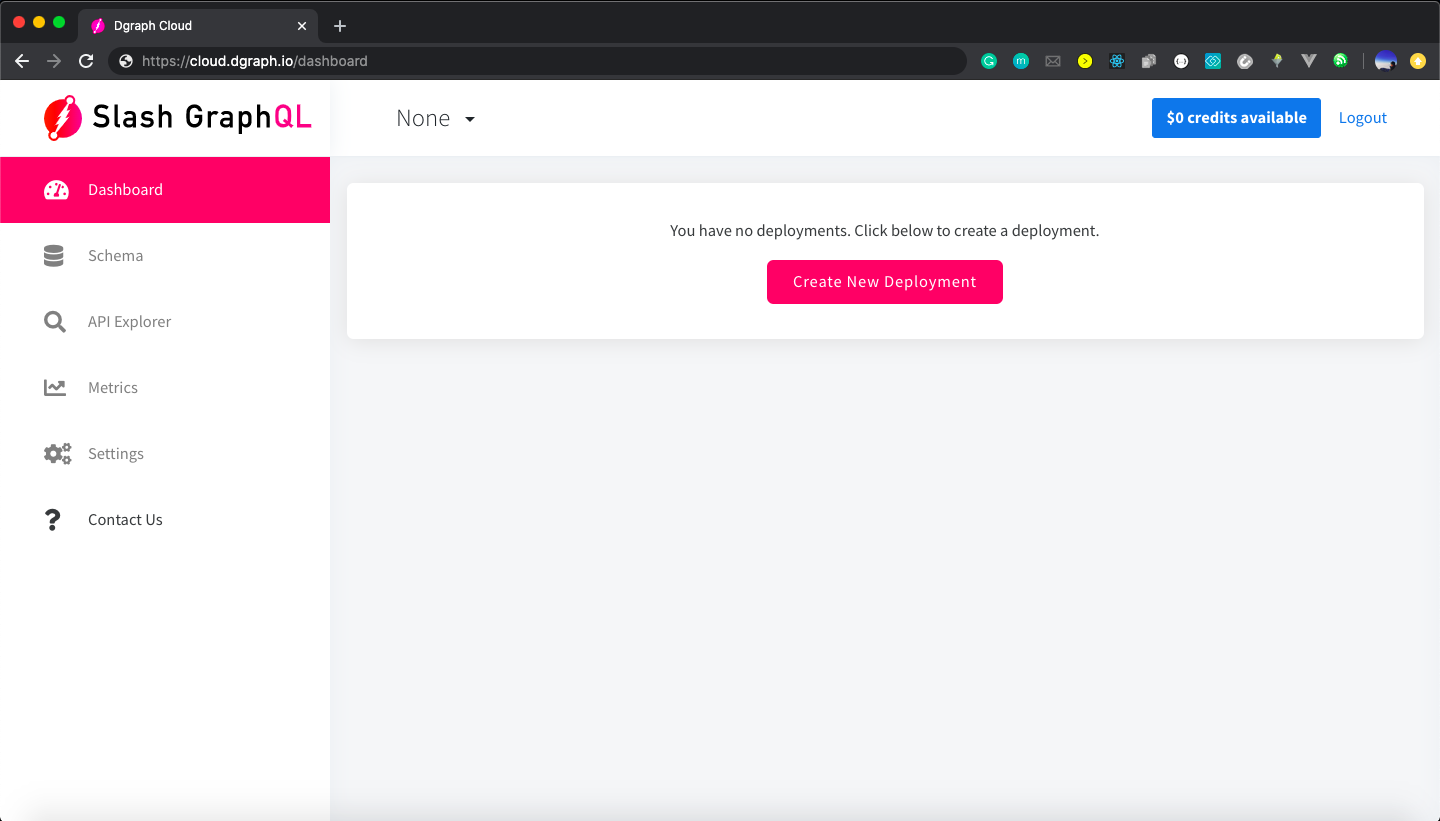 Dgraph Cloud
https://cloud.dgraph.io/dashboard
Slash GraphQL
None
$0 credits available
Logout
Dashboard
Schema
API Explorer
Metrics
Settings
Contact Us
You have no deployments. Click below to create a deployment.
Create New Deployment